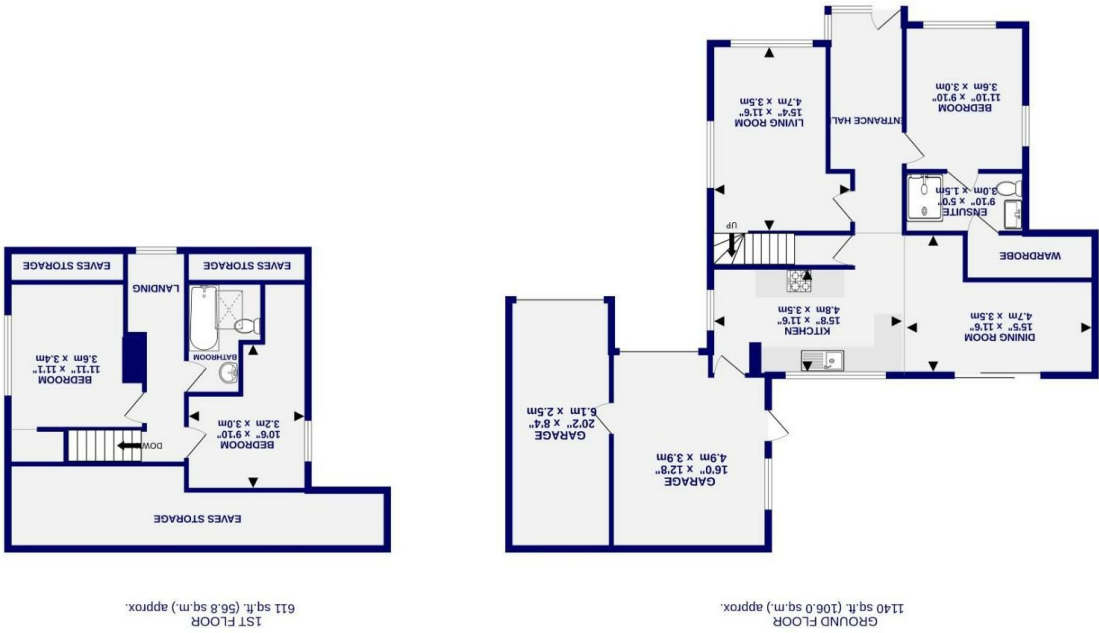 GROUND FLOOR
1140 sq.ft. (106.0 sq.m.) approx.
1ST FLOOR
611 sq.ft. (56.8 sq.m.) approx.
GARAGE
16'0" x 12'8"
4.9m x 3.9m
GARAGE
20'2" x 8'4"
6.1m x 2.5m
DINING ROOM
15'5" x 11'6"
4.7m x 3.5m
KITCHEN
15'8" x 11'6"
4.8m x 3.5m
WARDROBE
ENSUITE
9'10" x 5'0"
3.0m x 1.5m
UP
BEDROOM
11'10" x 9'10"
3.6m x 3.0m
ENTRANCE HALL
LIVING ROOM
15'4" x 11'6"
4.7m x 3.5m
EAVES STORAGE
DOWN
BEDROOM
10'6" x 9'10"
3.2m x 3.0m
BEDROOM
11'11" x 11'1"
3.6m x 3.4m
BATHROOM
LANDING
EAVES STORAGE
EAVES STORAGE